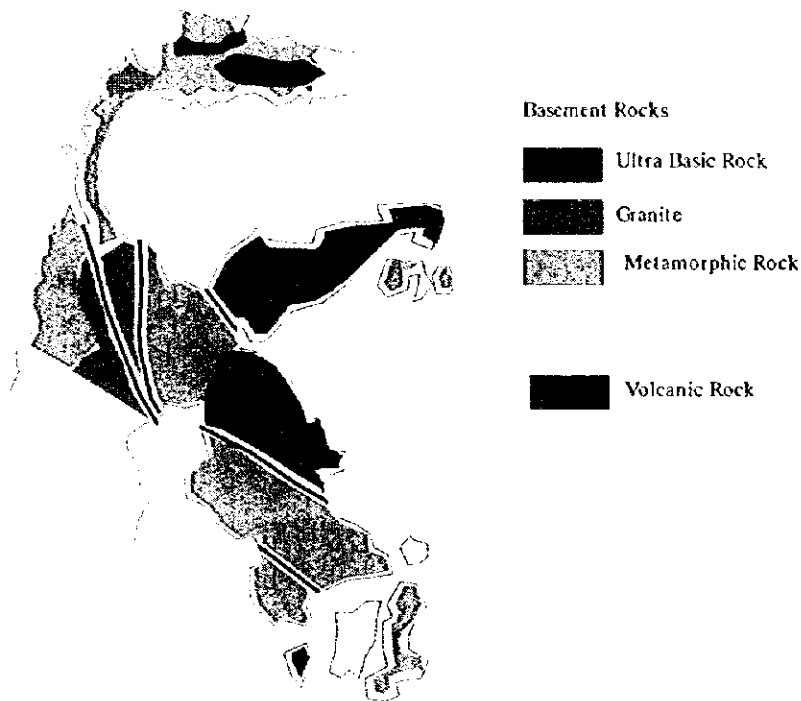 Basement Rocks
Ultra Basic Rock
Granite
Metamorphic Rock
Volcanic Rock